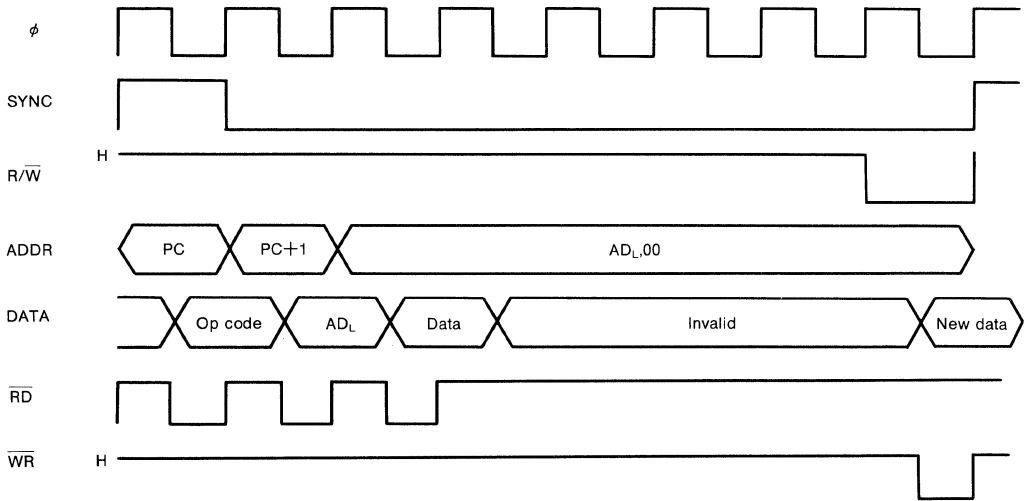 ϕ
SYNC
H
R/W̅
ADDR PC PC+1 AD_L,00
DATA Op code AD_L Data Invalid New data
R̅D̅
W̅R̅ H